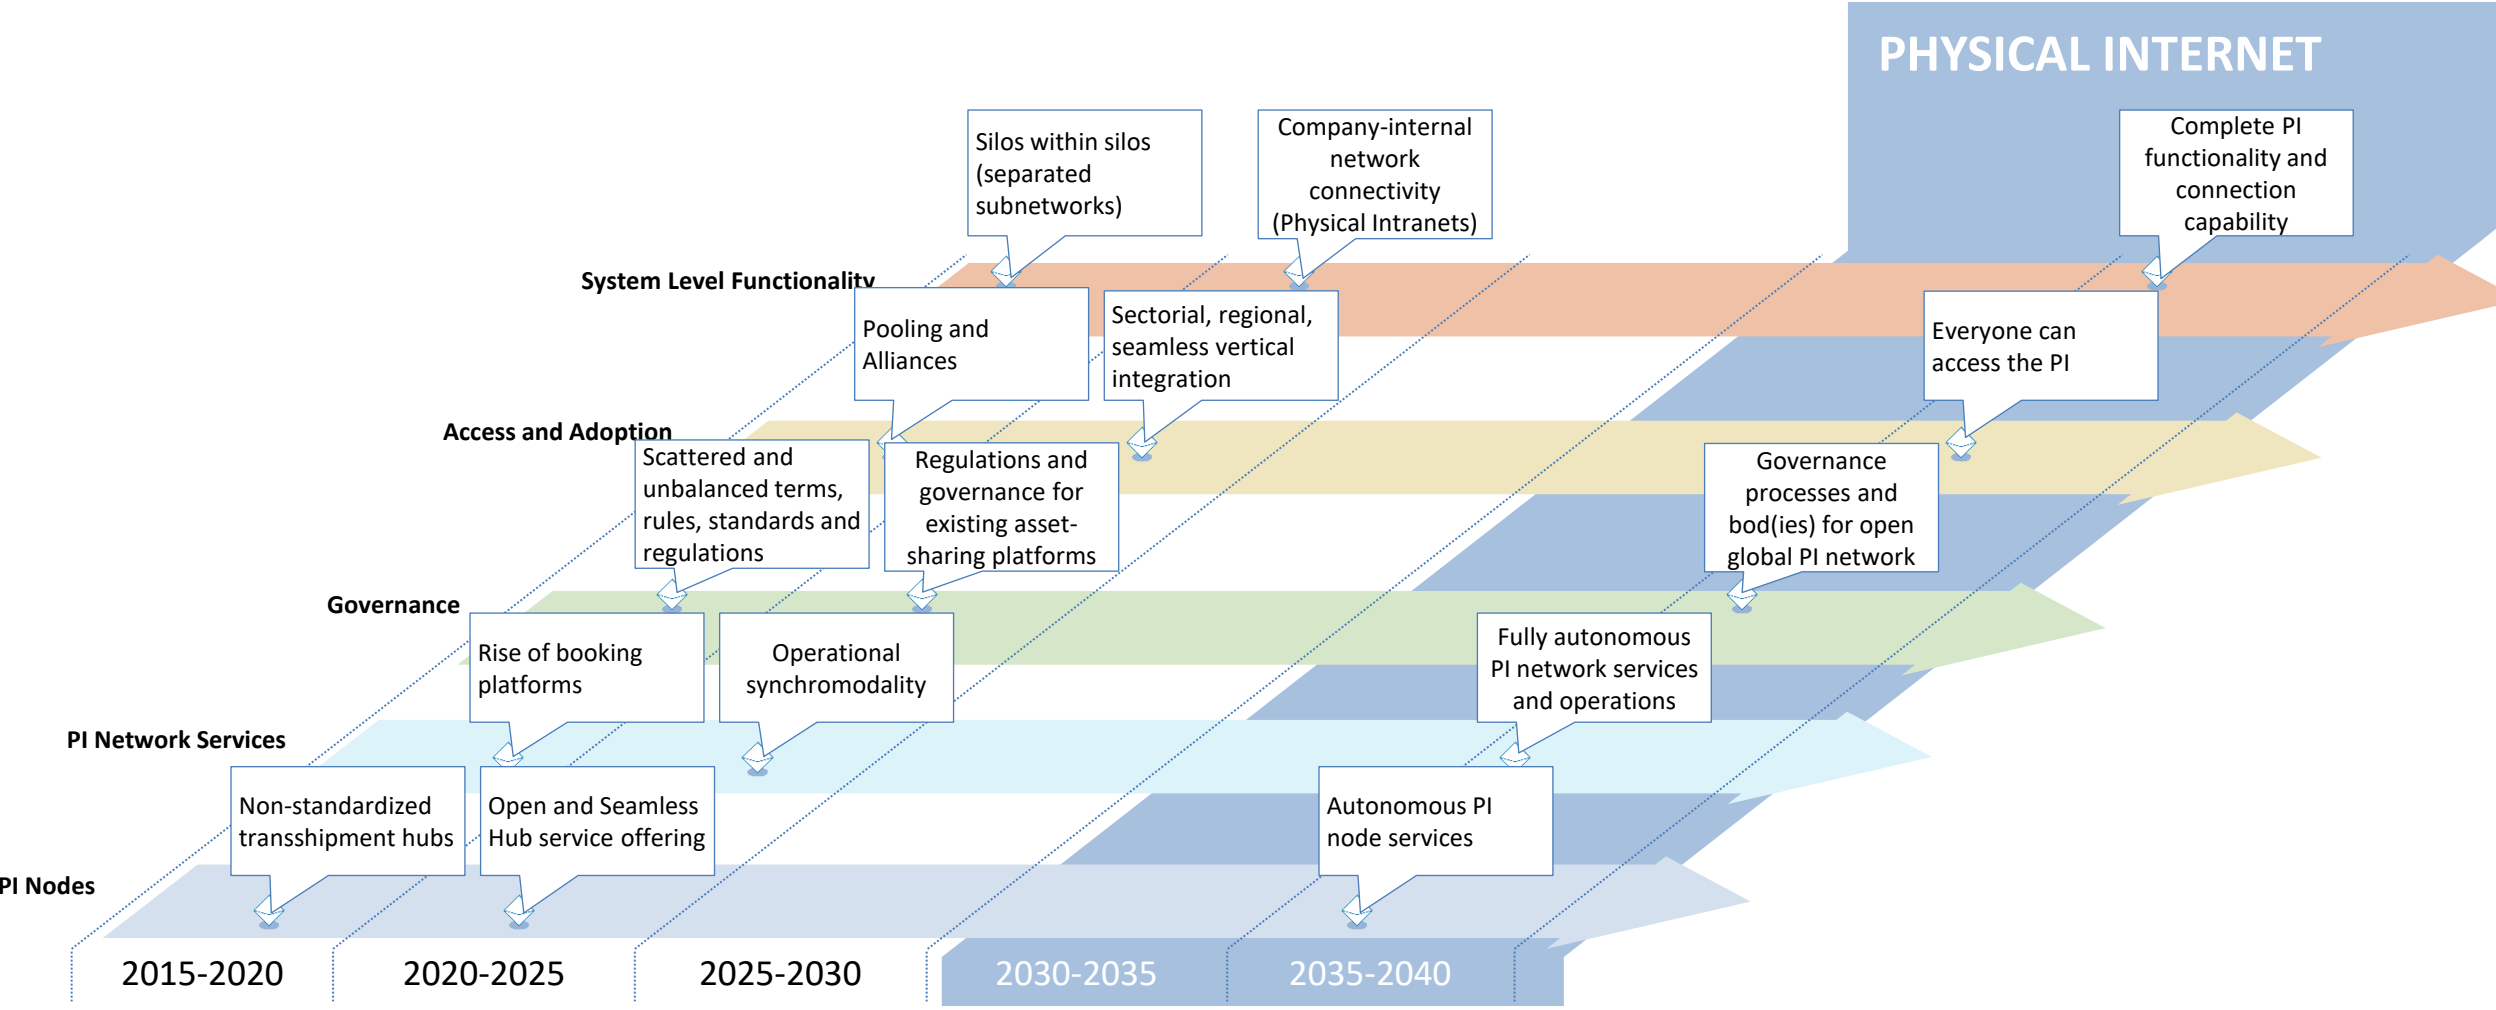 PHYSICAL INTERNET
Silos within silos
(separated
subnetworks)
Company-internal
network
connectivity
(Physical Intranets)
Complete PI
functionality and
connection
capability
System Level Functionality
Pooling and
Alliances
Sectorial, regional,
seamless vertical
integration
Everyone can
access the PI
Access and Adoption
Scattered and
unbalanced terms,
rules, standards and
regulations
Regulations and
governance for
existing asset-
sharing platforms
Governance
processes and
bod(ies) for open
global PI network
Governance
Rise of booking
platforms
Operational
synchromodality
Fully autonomous
PI network services
and operations
PI Network Services
Non-standardized
transshipment hubs
Open and Seamless
Hub service offering
Autonomous PI
node services
PI Nodes
2015-2020
2020-2025
2025-2030
2030-2035
2035-2040